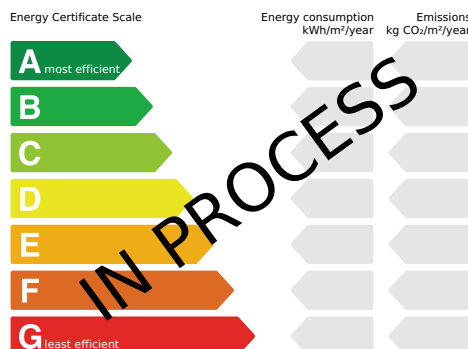 Energy Certificate Scale
Energy consumption
kWh/m²/year
Emissions
kg CO₂/m²/year
A most efficient
B
C
D
E
F
G least efficient
IN PROCESS